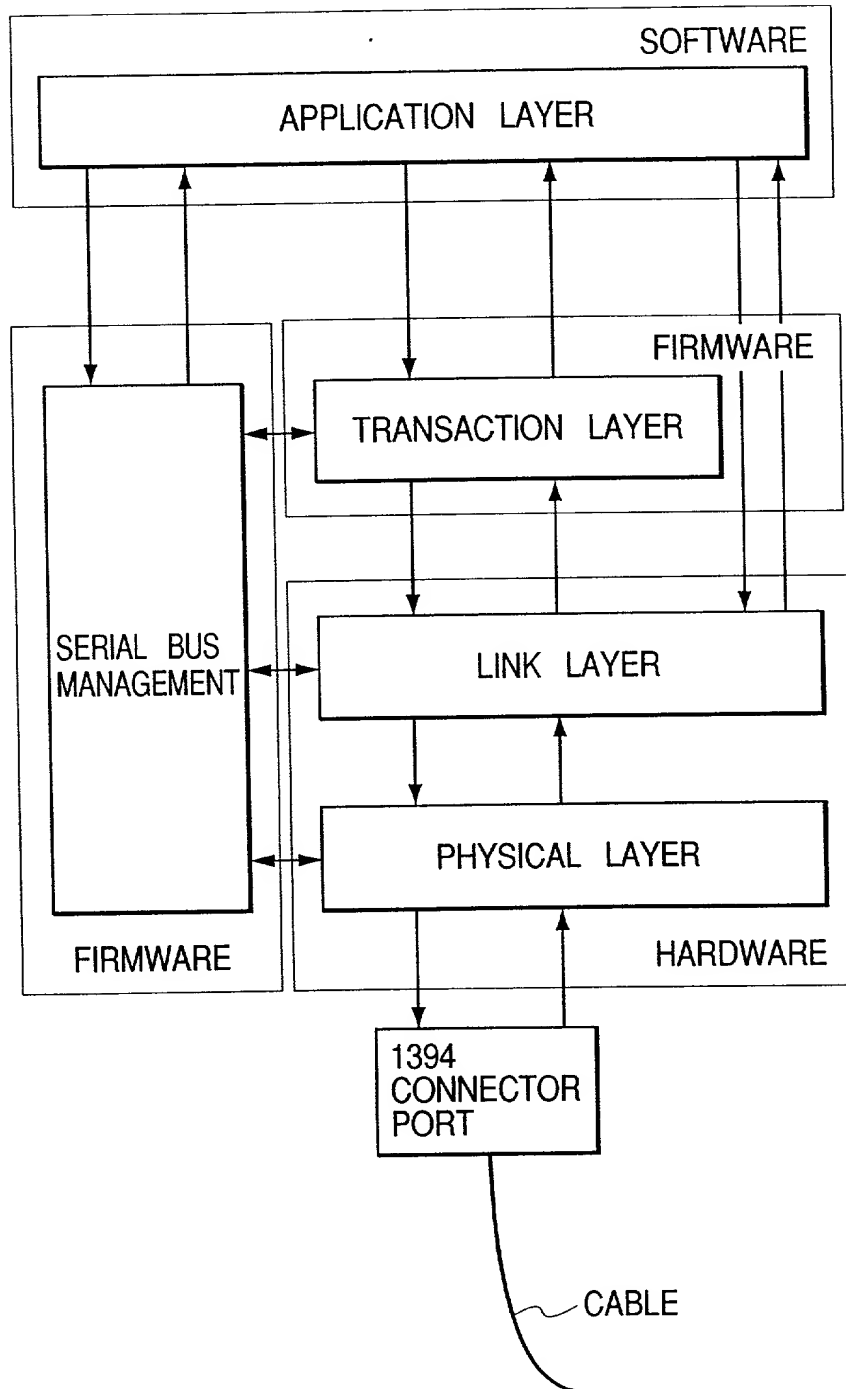 SOFTWARE
APPLICATION LAYER
FIRMWARE
TRANSACTION LAYER
SERIAL BUS
MANAGEMENT
LINK LAYER
PHYSICAL LAYER
FIRMWARE
HARDWARE
1394
CONNECTOR
PORT
CABLE